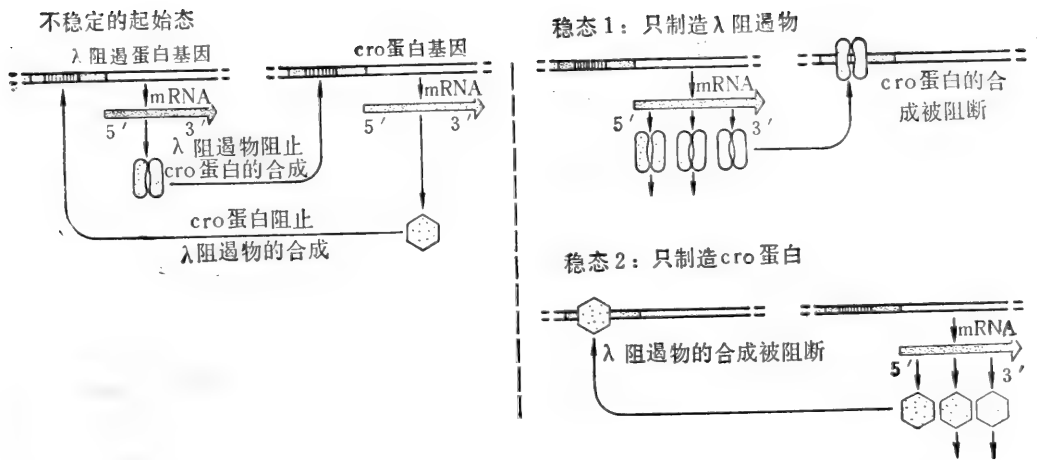 不稳定的起始态
λ阻遏蛋白基因
cro蛋白基因
mRNA
5′ 3′
mRNA
5′ 3′
λ阻遏物阻止
cro蛋白的合成
cro蛋白阻止
λ阻遏物的合成
稳态1：只制造λ阻遏物
mRNA
5′ 3′
cro蛋白的合
成被阻断
稳态2：只制造cro蛋白
mRNA
5′ 3′
λ阻遏物的合成被阻断